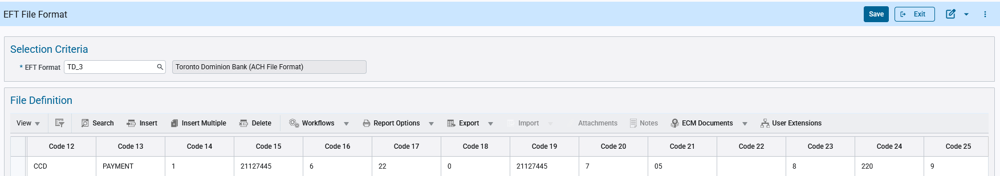 EFT File Format
Save Exit
Selection Criteria
* EFT Format TD_3 Toronto Dominion Bank (ACH File Format)
File Definition
View Search Insert Insert Multiple Delete Workflows Report Options Export Import Attachments Notes ECM Documents User Extensions
Code 12 Code 13 Code 14 Code 15 Code 16 Code 17 Code 18 Code 19 Code 20 Code 21 Code 22 Code 23 Code 24 Code 25
CCD PAYMENT 1 21127445 6 22 0 21127445 7 05 8 220 9